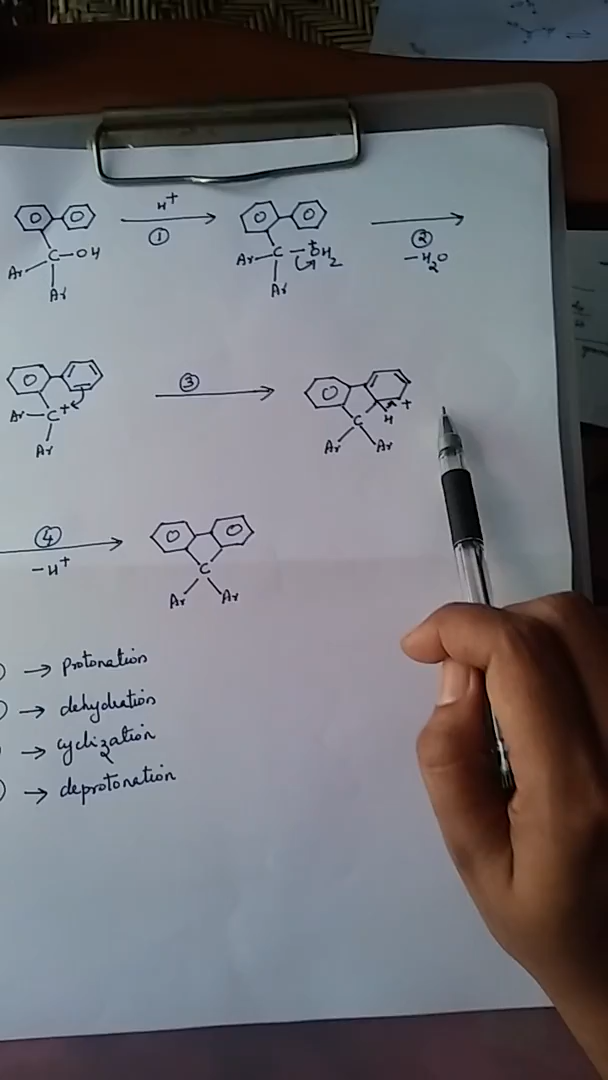 H+
①
C-OH
Ar
Ar
Ar-C-OH2
+
Ar
②
-H2O
Ar-C+
Ar
③
+
H
C
Ar Ar
④
-H+
C
Ar Ar
→ protonation
→ dehydration
→ cyclization
→ deprotonation